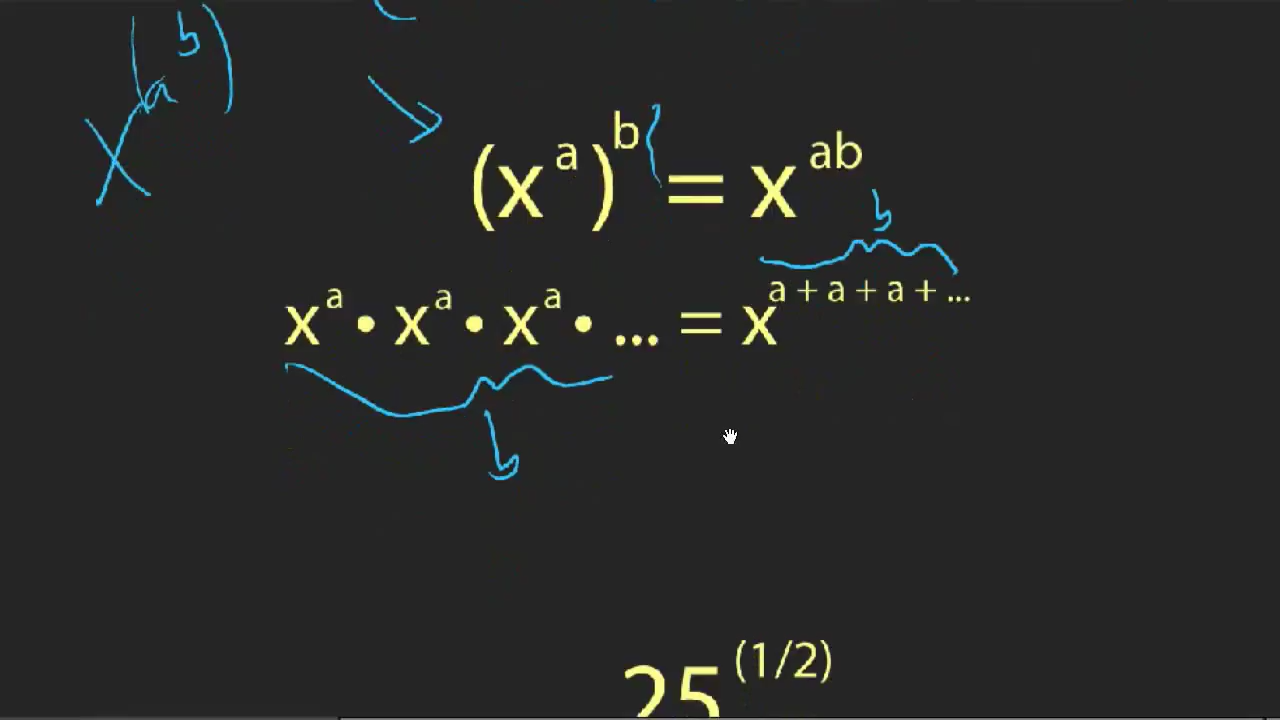 x^(a^b)
(x^a)^b = x^ab
b
x^a • x^a • x^a • ... = x^a + a + a + ...
b
25^(1/2)